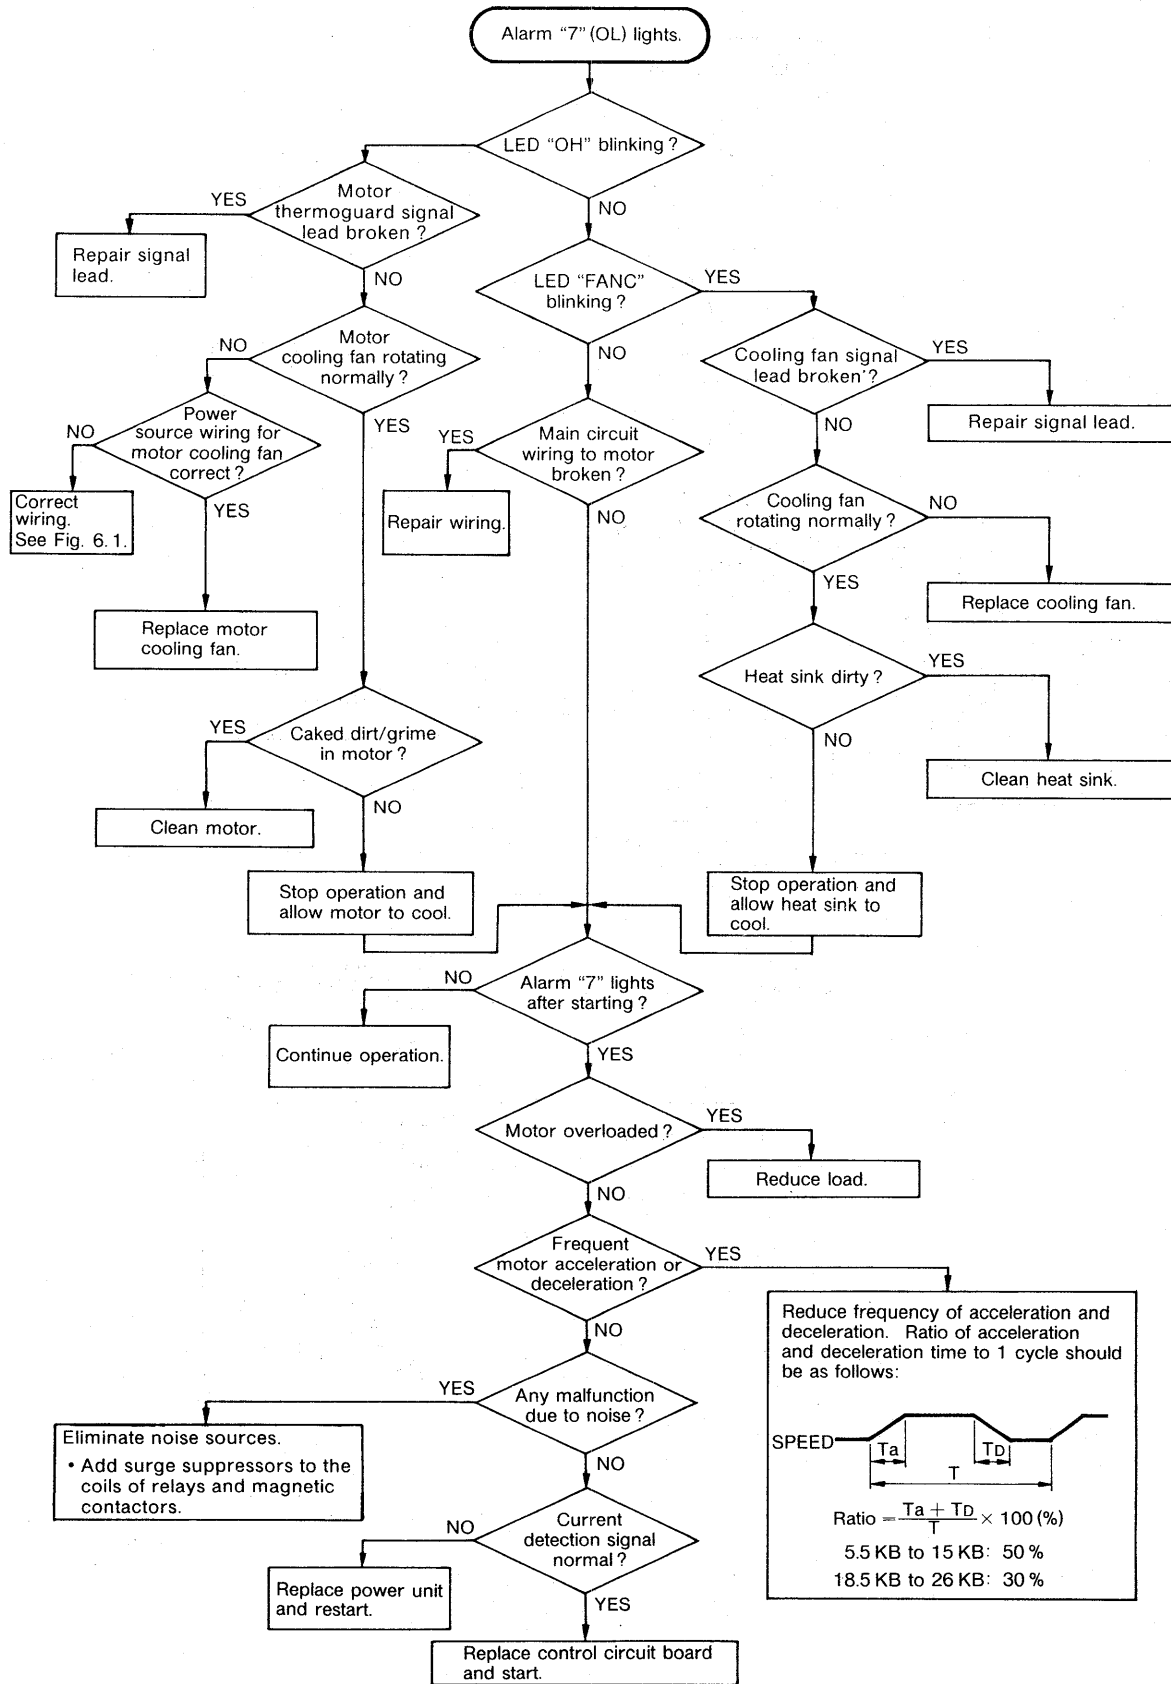 Alarm "7" (OL) lights.
LED "OH" blinking?
YES
Motor
thermoguard signal
lead broken?
NO
Repair signal
lead.
NO
LED "FANC"
blinking?
YES
NO
Motor
cooling fan rotating
normally?
NO
Cooling fan signal
lead broken?
YES
Repair signal lead.
NO
Power
source wiring for
motor cooling fan
correct?
YES
YES
Main circuit
wiring to motor
broken?
NO
Correct
wiring.
See Fig. 6.1.
YES
Repair wiring.
NO
Cooling fan
rotating normally?
NO
YES
Replace cooling fan.
Replace motor
cooling fan.
Heat sink dirty?
YES
NO
Clean heat sink.
YES
Caked dirt/grime
in motor?
NO
Clean motor.
Stop operation and
allow motor to cool.
Stop operation and
allow heat sink to
cool.
NO
Alarm "7" lights
after starting?
YES
Continue operation.
Motor overloaded?
YES
Reduce load.
NO
Frequent
motor acceleration or
deceleration?
YES
NO
Reduce frequency of acceleration and
deceleration. Ratio of acceleration
and deceleration time to 1 cycle should
be as follows:
SPEED
Ta
TD
T
Ratio = Ta + TD / T × 100 (%)
5.5 KB to 15 KB: 50 %
18.5 KB to 26 KB: 30 %
YES
Any malfunction
due to noise?
NO
Eliminate noise sources.
• Add surge suppressors to the
coils of relays and magnetic
contactors.
NO
Current
detection signal
normal?
YES
Replace power unit
and restart.
Replace control circuit board
and start.